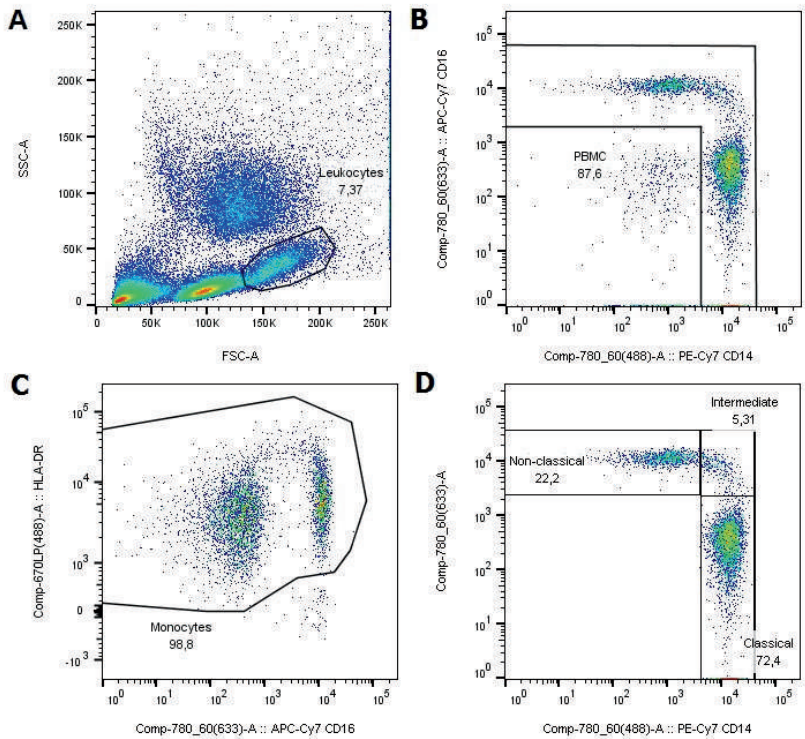 A
250K
200K
150K
100K
50K
0
SSC-A
Leukocytes
7,37
0 50K 100K 150K 200K 250K
FSC-A
B
10^5
10^4
10^3
10^2
10^1
10^0
Comp-780_60(633)-A :: APC-Cy7 CD16
PBMC
87,6
10^0 10^1 10^2 10^3 10^4 10^5
Comp-780_60(488)-A :: PE-Cy7 CD14
C
10^5
10^4
10^3
0
-10^3
Comp-670LP(488)-A :: HLA-DR
Monocytes
98,8
10^0 10^1 10^2 10^3 10^4 10^5
Comp-780_60(633)-A :: APC-Cy7 CD16
D
10^5
10^4
10^3
10^2
10^1
10^0
Comp-780_60(633)-A
Intermediate
5,31
Non-classical
22,2
Classical
72,4
10^0 10^1 10^2 10^3 10^4 10^5
Comp-780_60(488)-A :: PE-Cy7 CD14